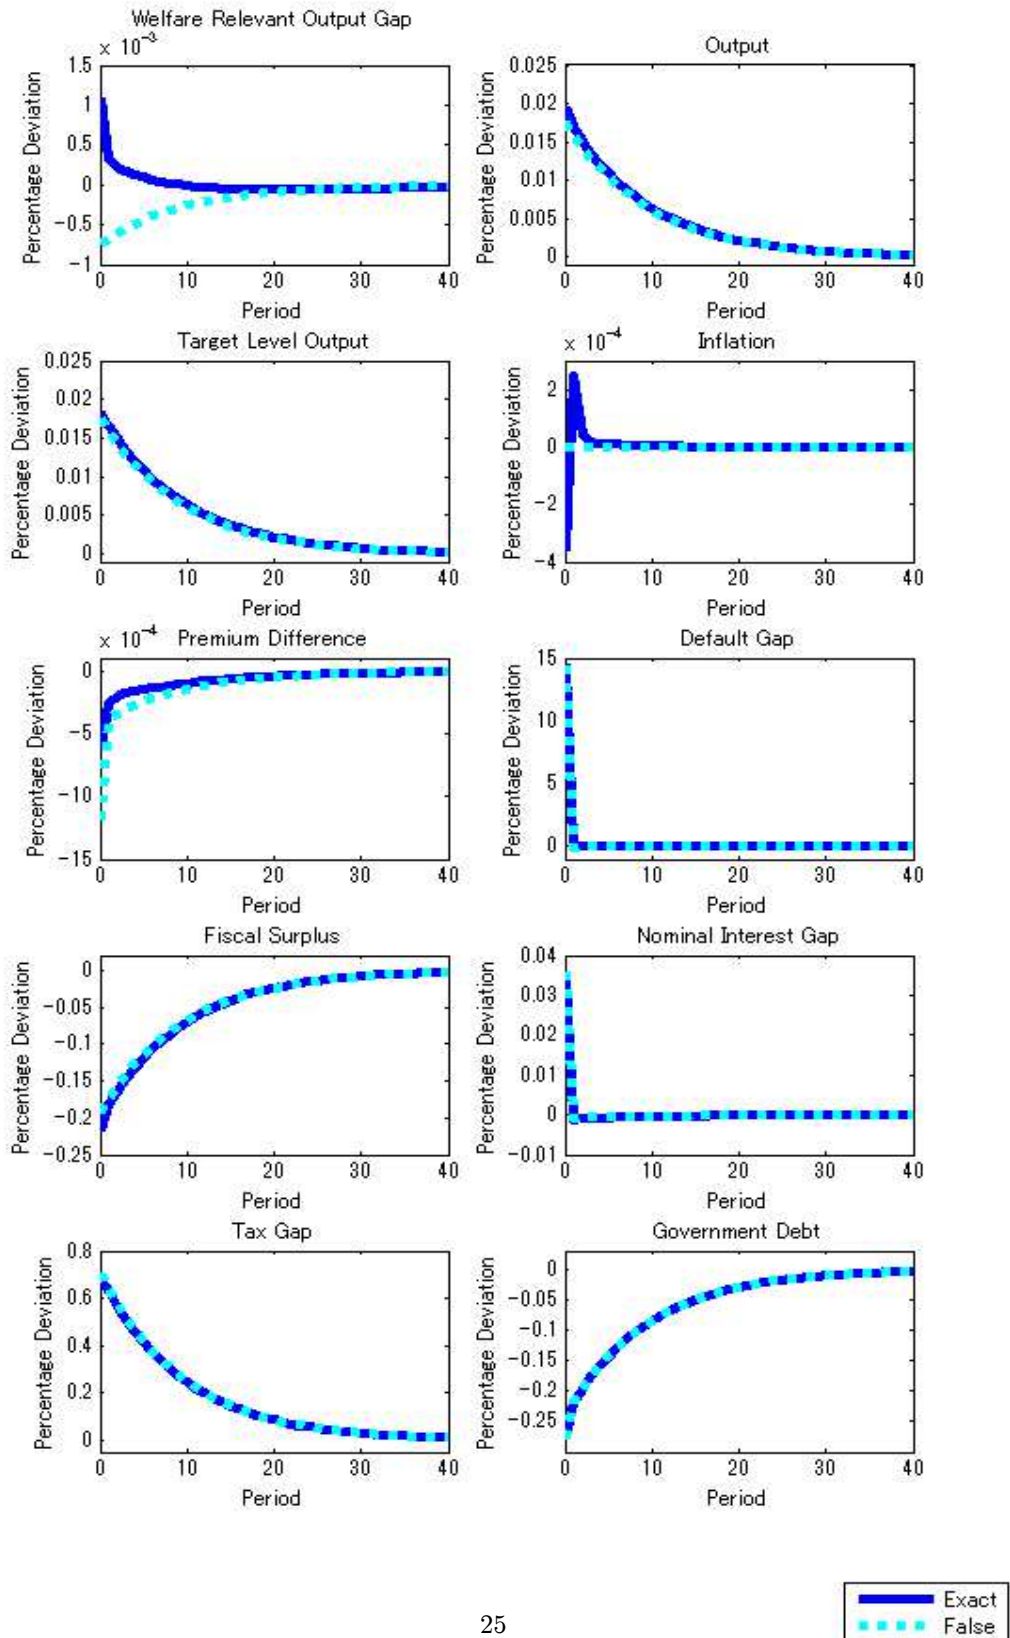 Welfare Relevant Output Gap
× 10⁻³
Percentage Deviation
1.5
1
0.5
0
−0.5
−1
0 10 20 30 40
Period
Output
Percentage Deviation
0.025
0.02
0.015
0.01
0.005
0
0 10 20 30 40
Period
Target Level Output
Percentage Deviation
0.025
0.02
0.015
0.01
0.005
0
0 10 20 30 40
Period
× 10⁻⁴ Inflation
Percentage Deviation
2
0
−2
−4
0 10 20 30 40
Period
× 10⁻⁴ Premium Difference
Percentage Deviation
0
−5
−10
−15
0 10 20 30 40
Period
Default Gap
Percentage Deviation
15
10
5
0
0 10 20 30 40
Period
Fiscal Surplus
Percentage Deviation
0
−0.05
−0.1
−0.15
−0.2
−0.25
0 10 20 30 40
Period
Nominal Interest Gap
Percentage Deviation
0.04
0.03
0.02
0.01
0
−0.01
0 10 20 30 40
Period
Tax Gap
Percentage Deviation
0.8
0.6
0.4
0.2
0
0 10 20 30 40
Period
Government Debt
Percentage Deviation
0
−0.05
−0.1
−0.15
−0.2
−0.25
0 10 20 30 40
Period
Exact
False
25